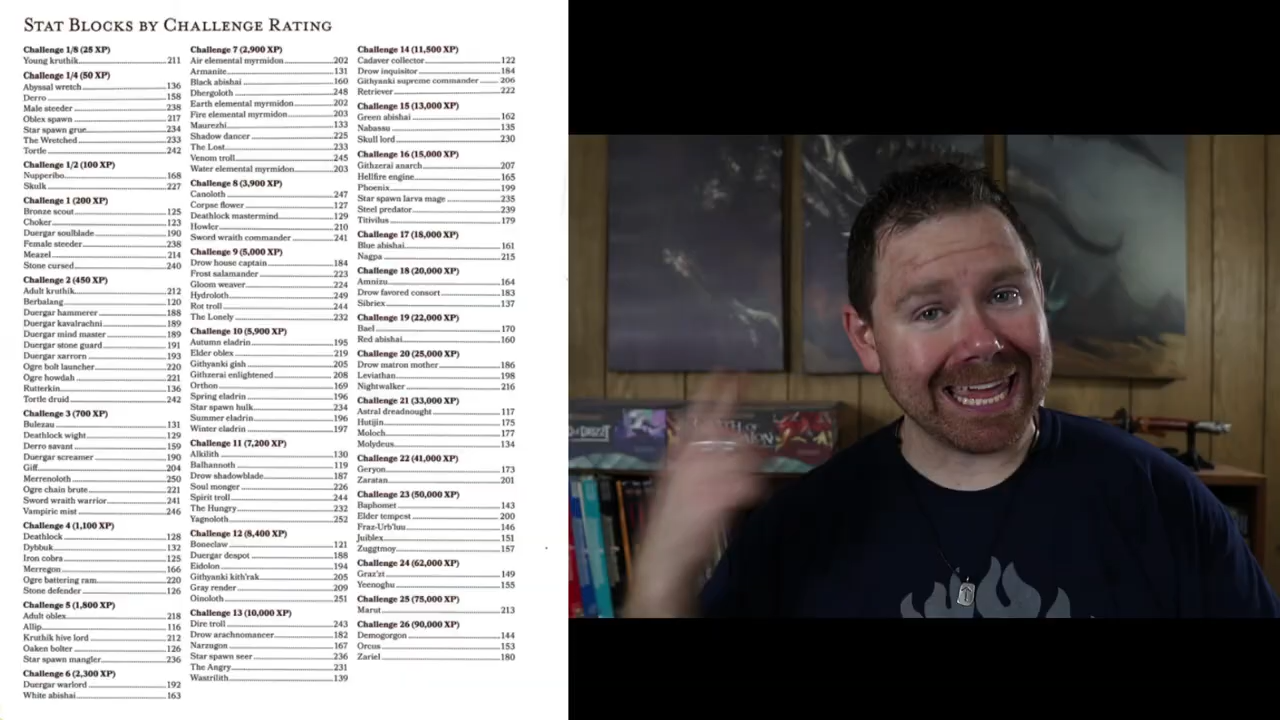 STAT BLOCKS BY CHALLENGE RATING
Challenge 1/8 (25 XP)
Young kruthik 211
Challenge 1/4 (50 XP)
Abyssal wretch 136
Derro 158
Male steeder 238
Oblex spawn 217
Star spawn grue 234
The Wretched 233
Tortle 242
Challenge 1/2 (100 XP)
Nupperibo 168
Skulk 227
Challenge 1 (200 XP)
Bronze scout 125
Choker 123
Duergar soulblade 190
Female steeder 238
Meazel 214
Stone cursed 240
Challenge 2 (450 XP)
Adult kruthik 212
Berbalang 120
Duergar hammerer 188
Duergar kavalrachni 189
Duergar mind master 189
Duergar stone guard 191
Duergar xarrorn 193
Ogre bolt launcher 220
Ogre howdah 221
Rutterkin 136
Tortle druid 242
Challenge 3 (700 XP)
Bulezau 131
Deathlock wight 129
Derro savant 159
Duergar screamer 190
Giff 204
Merrenoloth 250
Ogre chain brute 221
Sword wraith warrior 241
Vampiric mist 246
Challenge 4 (1,100 XP)
Deathlock 128
Dybbuk 132
Iron cobra 125
Merregon 166
Ogre battering ram 220
Stone defender 126
Challenge 5 (1,800 XP)
Adult oblex 218
Allip 116
Kruthik hive lord 212
Oaken bolter 126
Star spawn mangler 236
Challenge 6 (2,300 XP)
Duergar warlord 192
White abishai 163
Challenge 7 (2,900 XP)
Air elemental myrmidon 202
Armanite 131
Black abishai 160
Dhergoloth 248
Earth elemental myrmidon 202
Fire elemental myrmidon 203
Maurezhi 133
Shadow dancer 225
The Lost 233
Venom troll 245
Water elemental myrmidon 203
Challenge 8 (3,900 XP)
Canoloth 247
Corpse flower 127
Deathlock mastermind 129
Howler 210
Sword wraith commander 241
Challenge 9 (5,000 XP)
Drow house captain 184
Frost salamander 223
Gloom weaver 224
Hydroloth 249
Rot troll 244
The Lonely 232
Challenge 10 (5,900 XP)
Autumn eladrin 195
Elder oblex 219
Githyanki gish 205
Githzerai enlightened 208
Orthon 169
Spring eladrin 196
Star spawn hulk 234
Summer eladrin 196
Winter eladrin 197
Challenge 11 (7,200 XP)
Alkilith 130
Balhannoth 119
Drow shadowblade 187
Soul monger 226
Spirit troll 244
The Hungry 232
Yagnoloth 252
Challenge 12 (8,400 XP)
Boneclaw 121
Duergar despot 188
Eidolon 194
Githyanki kith'rak 205
Gray render 209
Oinoloth 251
Challenge 13 (10,000 XP)
Dire troll 243
Drow arachnomancer 182
Narzugon 167
Star spawn seer 236
The Angry 231
Wastrilith 139
Challenge 14 (11,500 XP)
Cadaver collector 122
Drow inquisitor 184
Githyanki supreme commander 206
Retriever 222
Challenge 15 (13,000 XP)
Green abishai 162
Nabassu 135
Skull lord 230
Challenge 16 (15,000 XP)
Githzerai anarch 207
Hellfire engine 165
Phoenix 199
Star spawn larva mage 235
Steel predator 239
Titivilus 179
Challenge 17 (18,000 XP)
Blue abishai 161
Nagpa 215
Challenge 18 (20,000 XP)
Amnizu 164
Drow favored consort 183
Sibriex 137
Challenge 19 (22,000 XP)
Bael 170
Red abishai 160
Challenge 20 (25,000 XP)
Drow matron mother 186
Leviathan 198
Nightwalker 216
Challenge 21 (33,000 XP)
Astral dreadnought 117
Hutijin 175
Moloch 177
Molydeus 134
Challenge 22 (41,000 XP)
Geryon 173
Zaratan 201
Challenge 23 (50,000 XP)
Baphomet 143
Elder tempest 200
Fraz-Urb'luu 146
Juiblex 151
Zuggtmoy 157
Challenge 24 (62,000 XP)
Graz'zt 149
Yeenoghu 155
Challenge 25 (75,000 XP)
Marut 213
Challenge 26 (90,000 XP)
Demogorgon 144
Orcus 153
Zariel 180